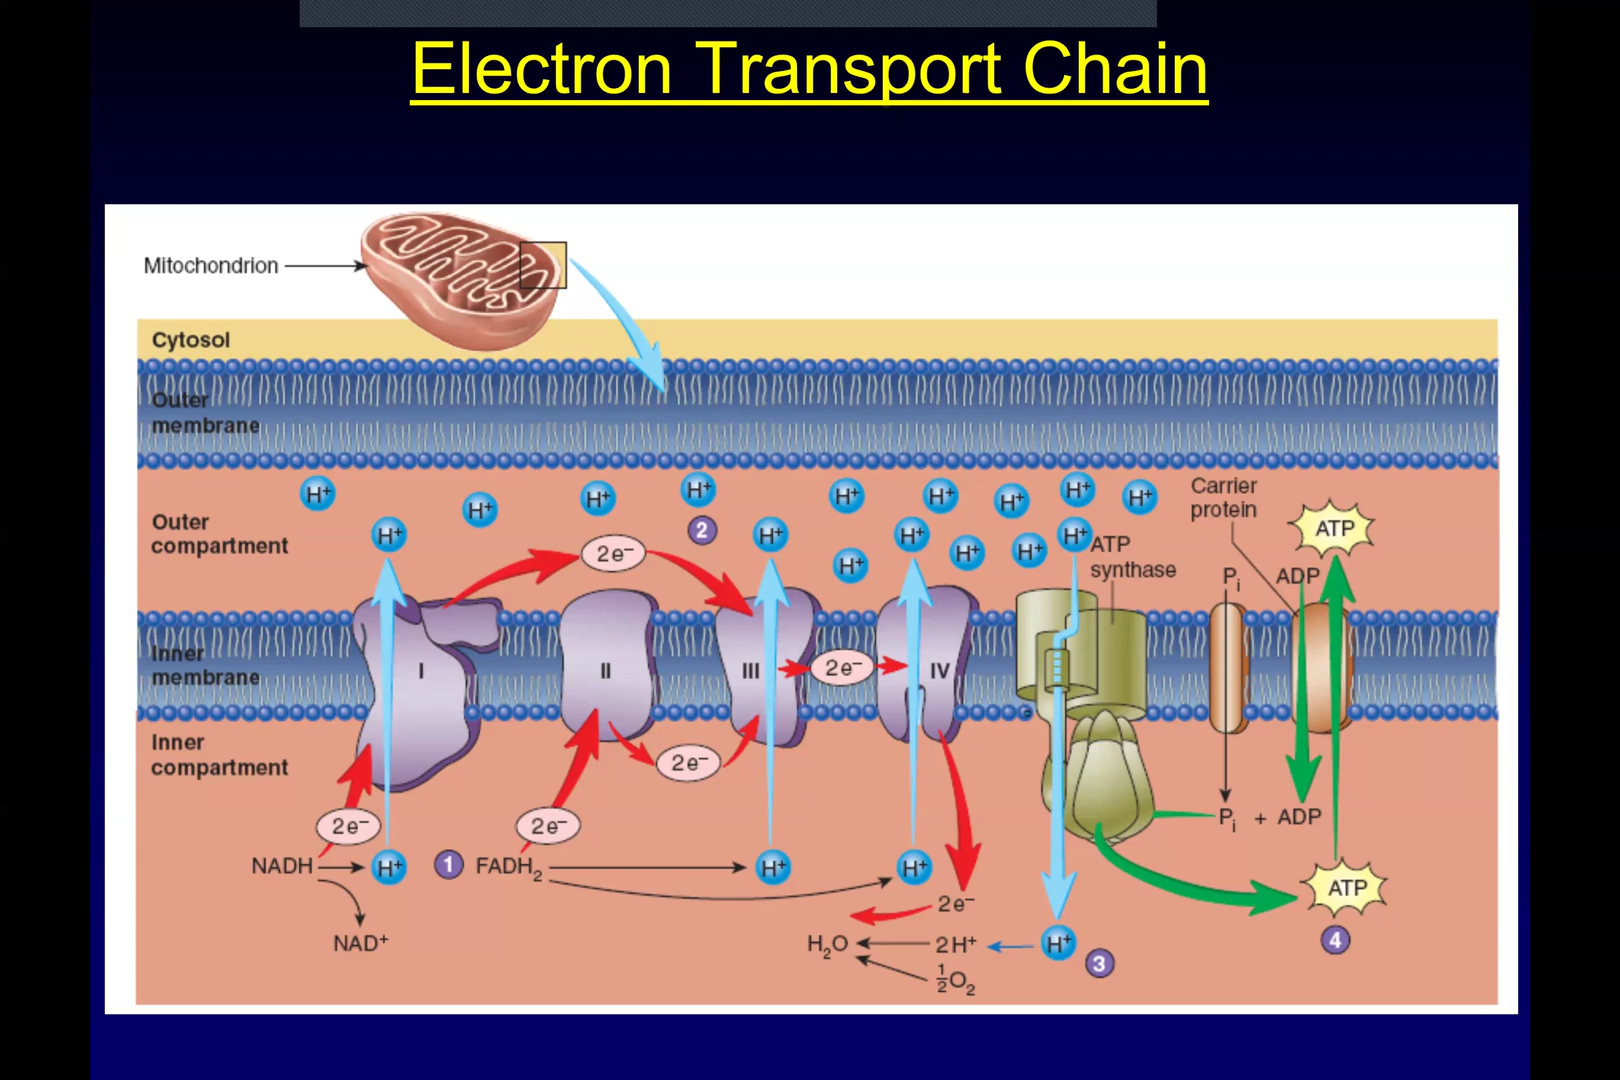 Electron Transport Chain
Mitochondrion
Cytosol
Outer
membrane
H⁺ H⁺ H⁺ H⁺ H⁺ H⁺ H⁺ H⁺ H⁺
Carrier
protein
Outer
compartment
2
H⁺ H⁺ H⁺ H⁺ H⁺ H⁺ H⁺
2e⁻
ATP
synthase
Pᵢ
ADP
ATP
Inner
membrane
I
II
III
2e⁻
IV
Inner
compartment
2e⁻
2e⁻
2e⁻
Pᵢ + ADP
NADH
H⁺
1
FADH₂
H⁺
H⁺
ATP
2e⁻
NAD⁺
H₂O
2H⁺
H⁺
3
4
½O₂